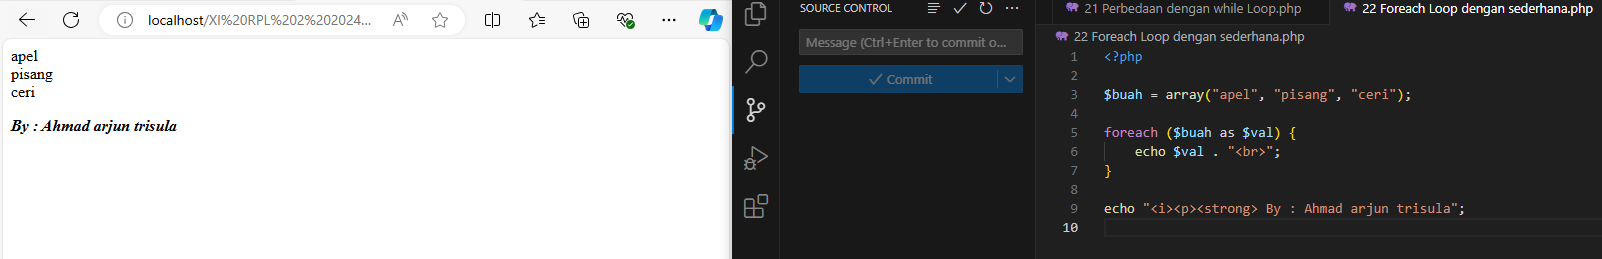 localhost/XI%20RPL%202%202024...
apel
pisang
ceri
By : Ahmad arjun trisula
SOURCE CONTROL
Message (Ctrl+Enter to commit o...
Commit
21 Perbedaan dengan while Loop.php
22 Foreach Loop dengan sederhana.php
22 Foreach Loop dengan sederhana.php
1 <?php
2
3 $buah = array("apel", "pisang", "ceri");
4
5 foreach ($buah as $val) {
6 echo $val . "<br>";
7 }
8
9 echo "<i><p><strong> By : Ahmad arjun trisula";
10